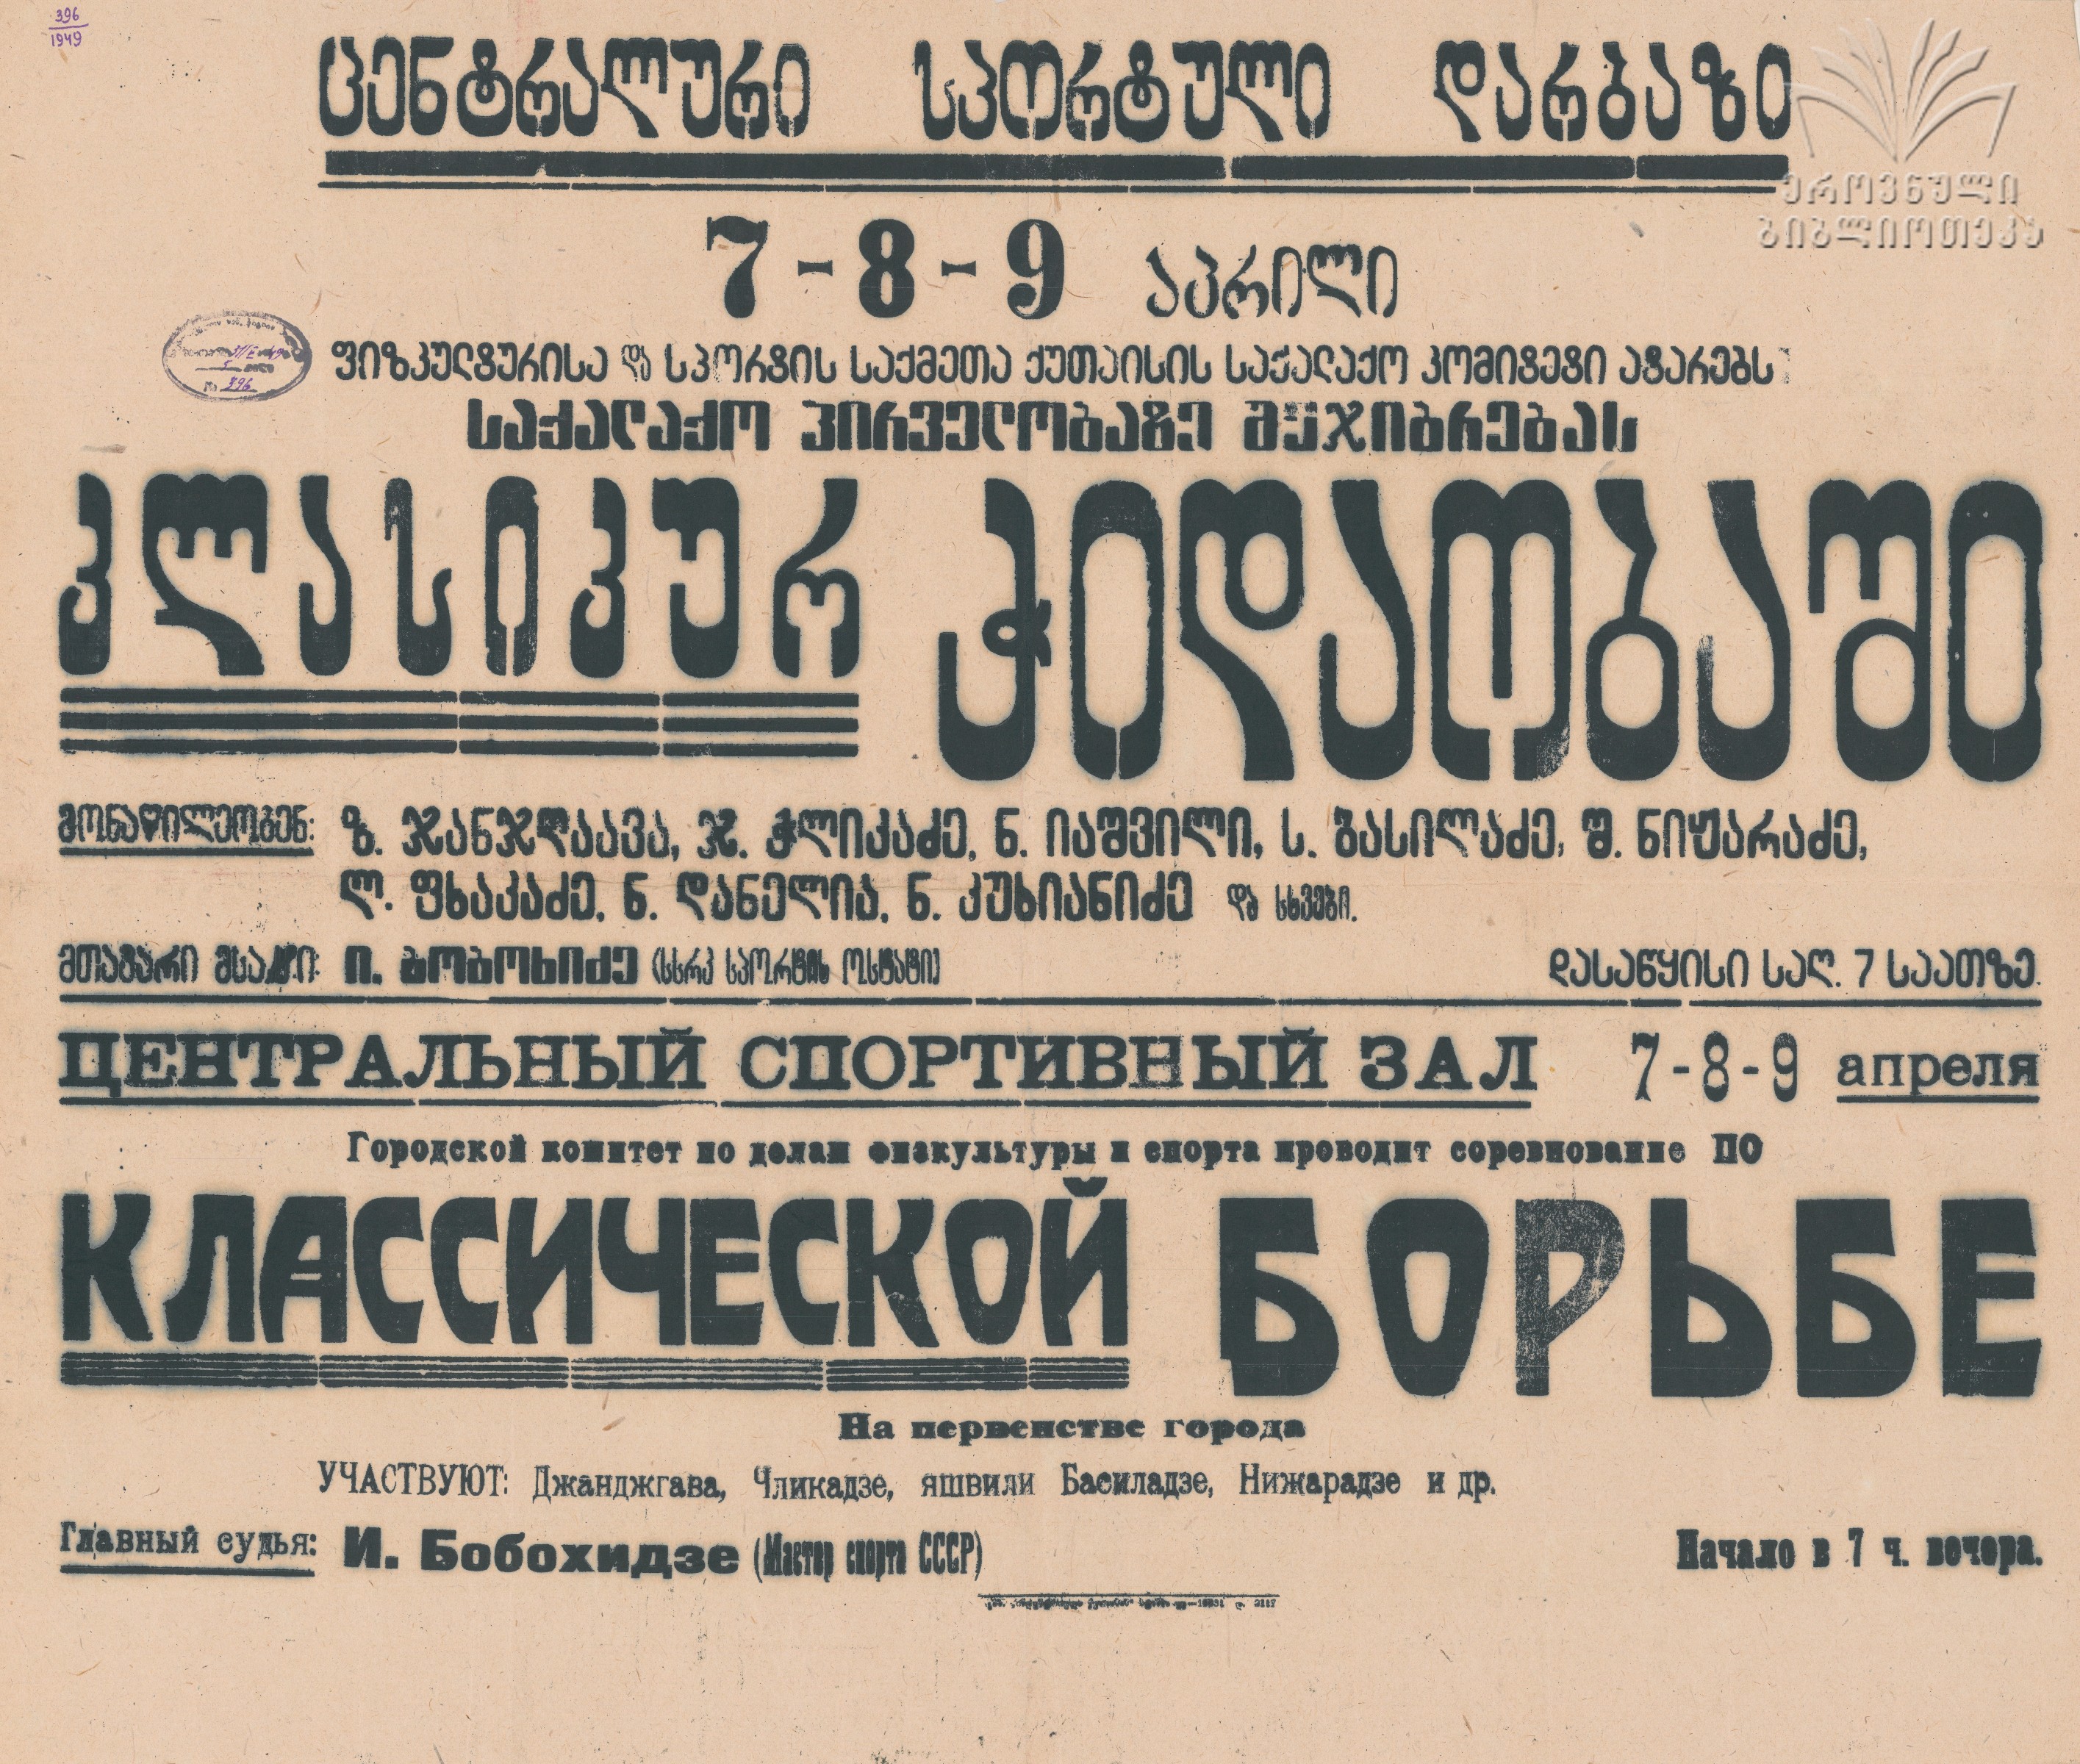 396
1949
ცენტრალური სპორტული დარბაზი
ეროვნული
ბიბლიოთეკა
7-8-9 აპრილი
ფიზკულტურისა და სპორტის საქმეთა ქუთაისის საქალაქო კომიტეტი ატარებს
საქალაქო პირველობაზე შეჯიბრებას
კლასიკურ ჭიდაობაში
მონაწილეობენ: ზ. ჯანჯღაავა, ჯ. ჭლიკაძე, ნ. იაშვილი, ს. ბასილაძე, შ. ნიჟარაძე,
ლ. ფხაკაძე, ნ. დანელია, ნ. კუხიანიძე და სხვები.
მთავარი მსაჯი: ი. ბობოხიძე (სსრკ სპორტის ოსტატი) დასაწყისი საღ. 7 საათზე.
ЦЕНТРАЛЬНЫЙ СПОРТИВНЫЙ ЗАЛ 7-8-9 апреля
Городской комитет по делам физкультуры и спорта проводит соревнование ПО
КЛАССИЧЕСКОЙ БОРЬБЕ
На первенстве города
УЧАСТВУЮТ: Джанджгава, Чликадзе, яшвили Басиладзе, Нижарадзе и др.
Главный судья: И. Бобохидзе (Мастер спорта СССР) Начало в 7 ч. вечера.